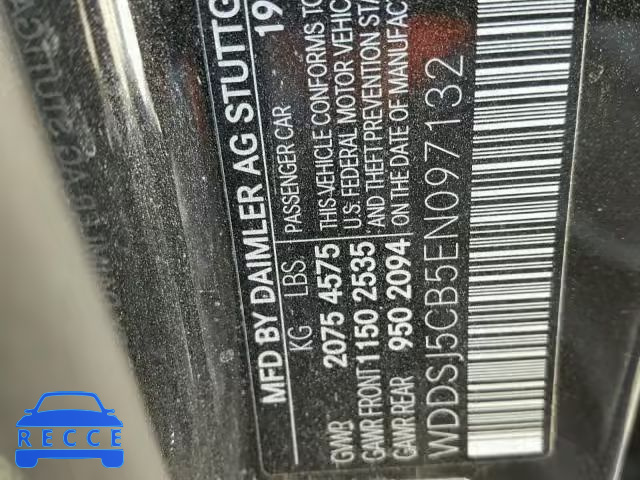 MFD BY DAIMLER AG STUTTG
19
KG LBS PASSENGER CAR
GVWR 2075 4575 THIS VEHICLE CONFORMS TO
GAWR FRONT 1150 2535 U.S. FEDERAL MOTOR VEHIC
GAWR REAR 950 2094 AND THEFT PREVENTION STA
ON THE DATE OF MANUFAC
WDDSJ5CB5EN097132
RECCE